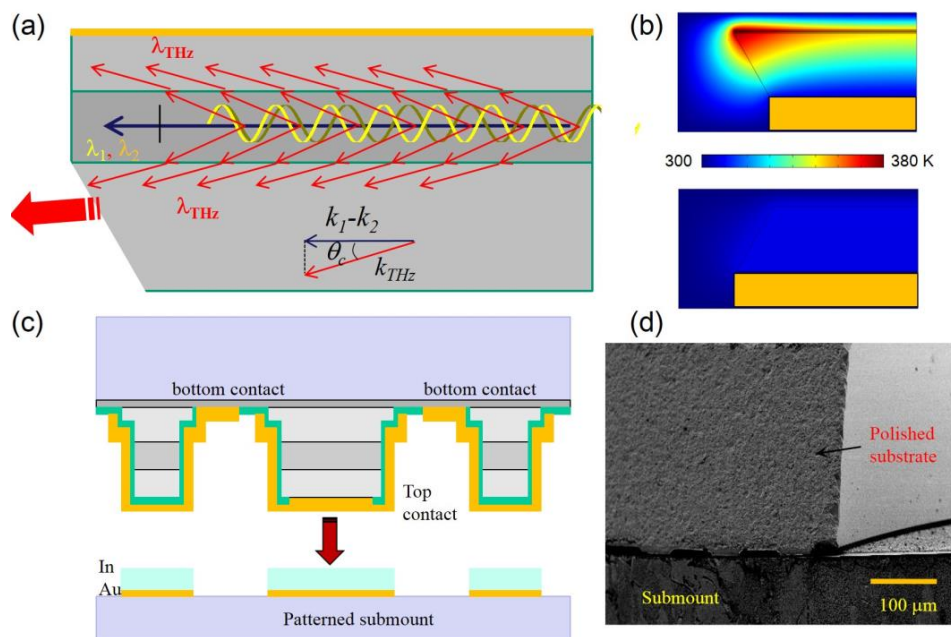 (a)
λTHz
λ1, λ2
λTHz
k1-k2
θc
kTHz
(b)
300
380 K
(c)
bottom contact
bottom contact
Top
contact
In
Au
Patterned submount
(d)
Polished
substrate
Submount
100 μm